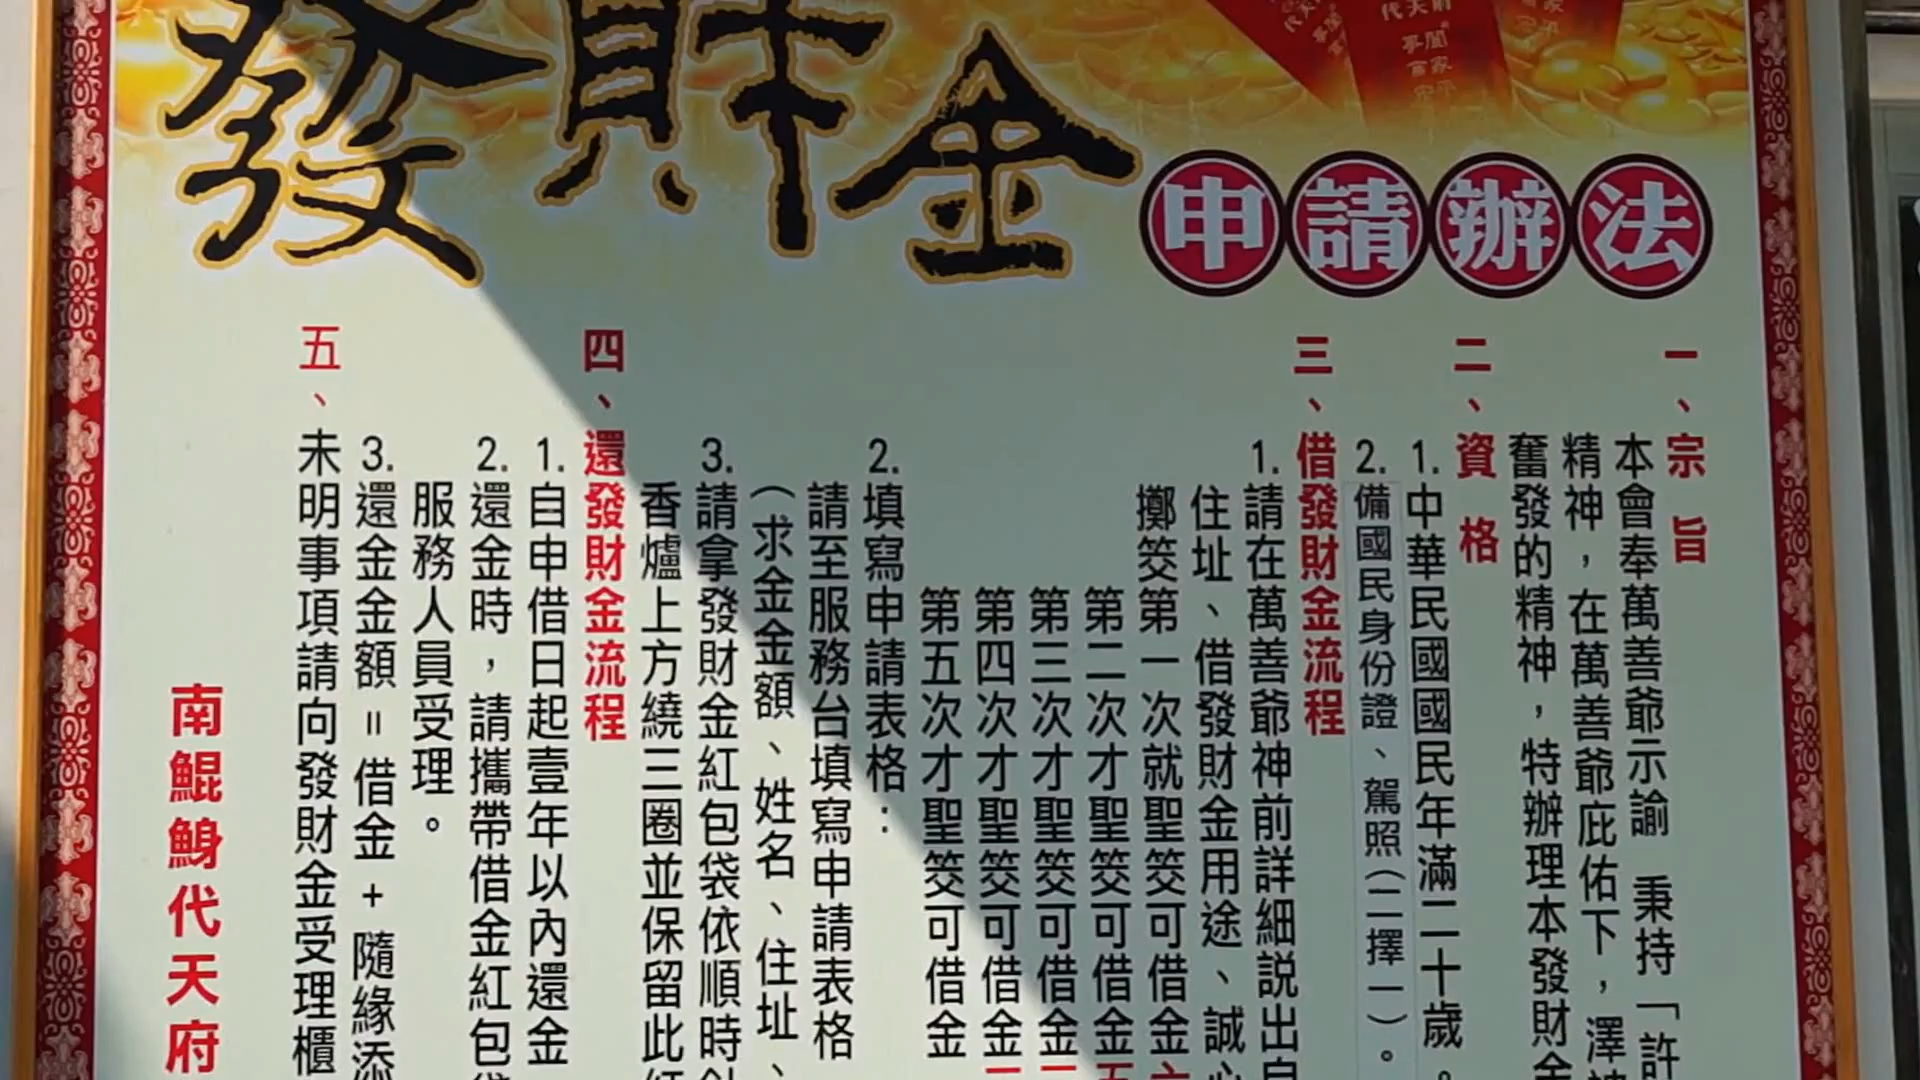 發財金
申請辦法
一、宗旨
本會奉萬善爺示諭 秉持「許
精神，在萬善爺庇佑下，澤
奮發的精神，特辦理本發財金
二、資格
1.中華民國國民年滿二十歲。
2.備國民身份證、駕照(二擇一)。
三、借發財金流程
1.請在萬善爺神前詳細説出自
住址、借發財金用途、誠心
擲筊第一次就聖筊可借金六
第二次才聖筊可借金五
第三次才聖筊可借金
第四次才聖筊可借金
第五次才聖筊可借金
2.填寫申請表格：
請至服務台填寫申請表格
(求金金額、姓名、住址、
3.請拿發財金紅包袋依順時針
香爐上方繞三圈並保留此紅
四、還發財金流程
1.自申借日起壹年以內還金
2.還金時，請攜帶借金紅包袋
服務人員受理。
3.還金金額=借金+隨緣添
五、未明事項請向發財金受理櫃
南鯤鯓代天府